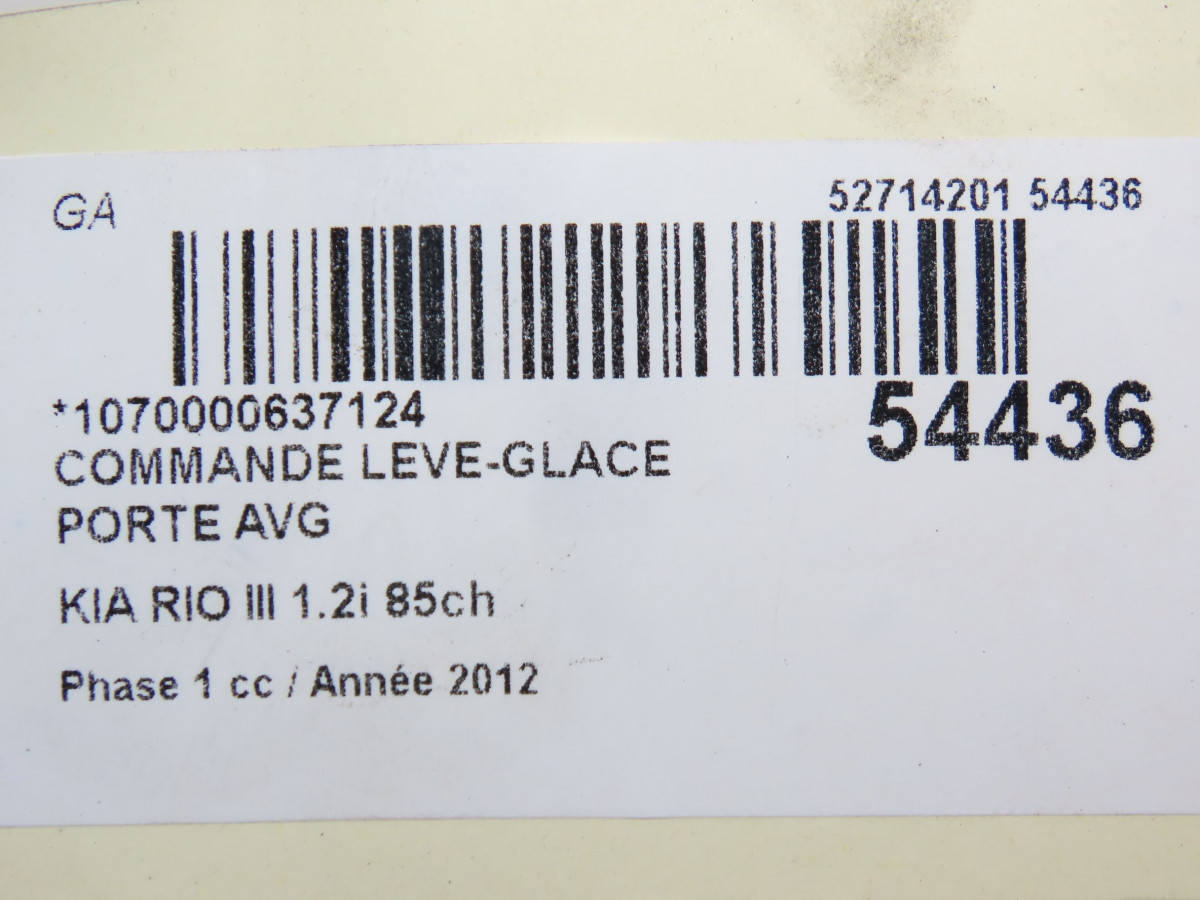 GA
52714201 54436
*1070000637124
54436
COMMANDE LEVE-GLACE
PORTE AVG
KIA RIO III 1.2i 85ch
Phase 1 cc / Année 2012